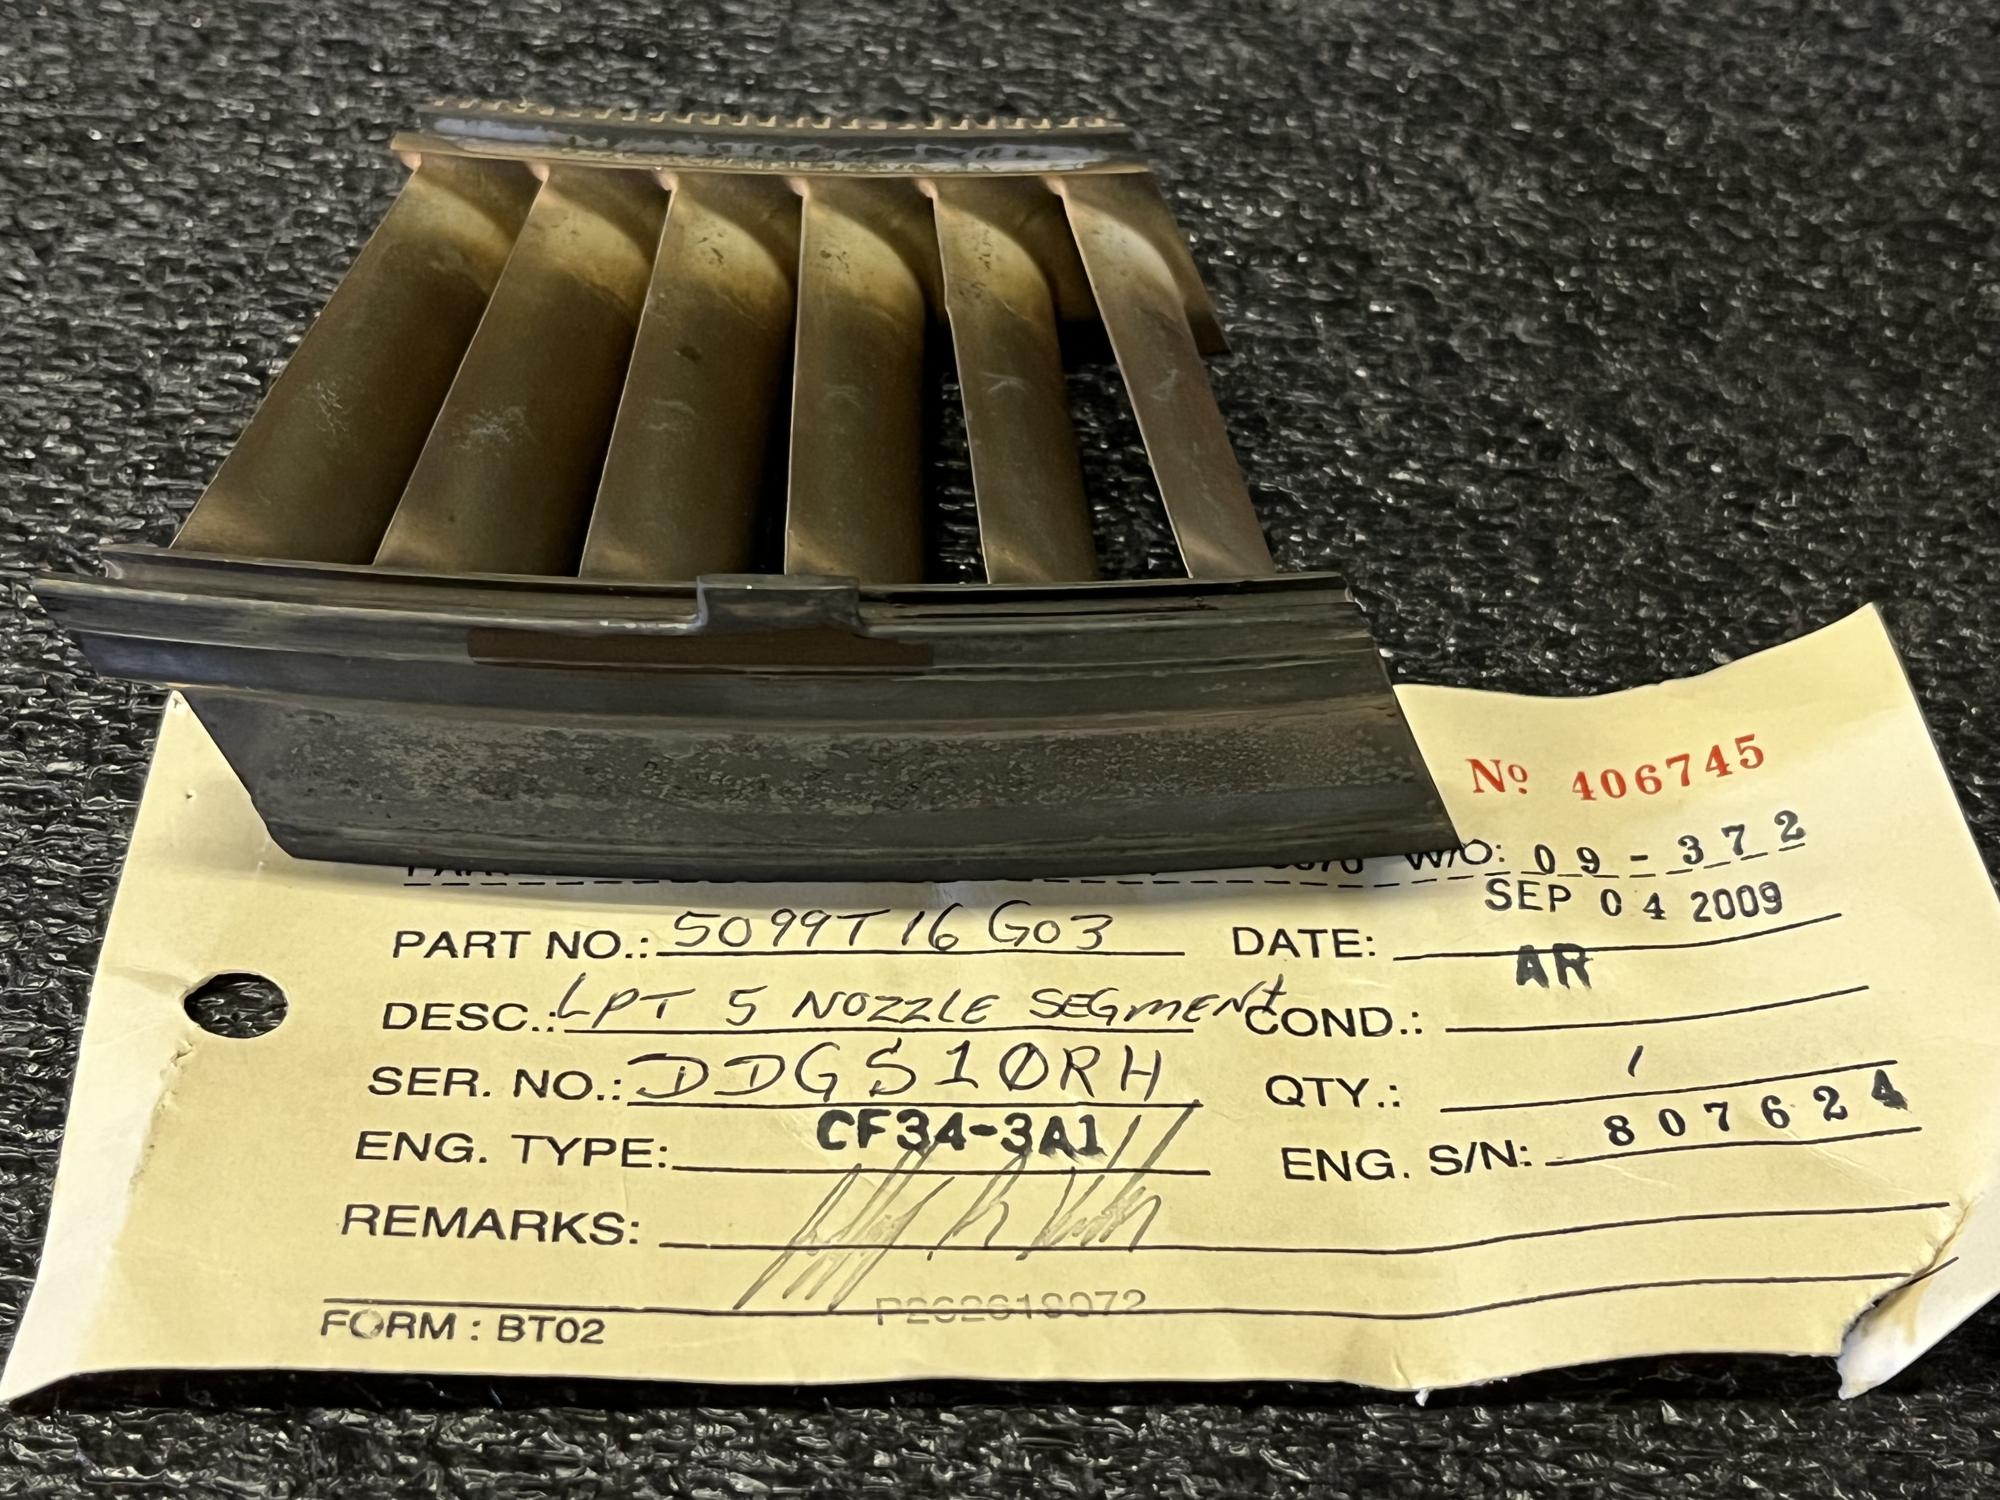 Nº 406745
W/O: 09-372
SEP 04 2009
PART NO.: 5099T16G03 DATE:
AR
DESC.: LPT 5 NOZZLE SEGMENT COND.:
SER. NO.: DDGS10RH QTY.: 1
ENG. TYPE: CF34-3A1 ENG. S/N: 807624
REMARKS:
FORM : BT02